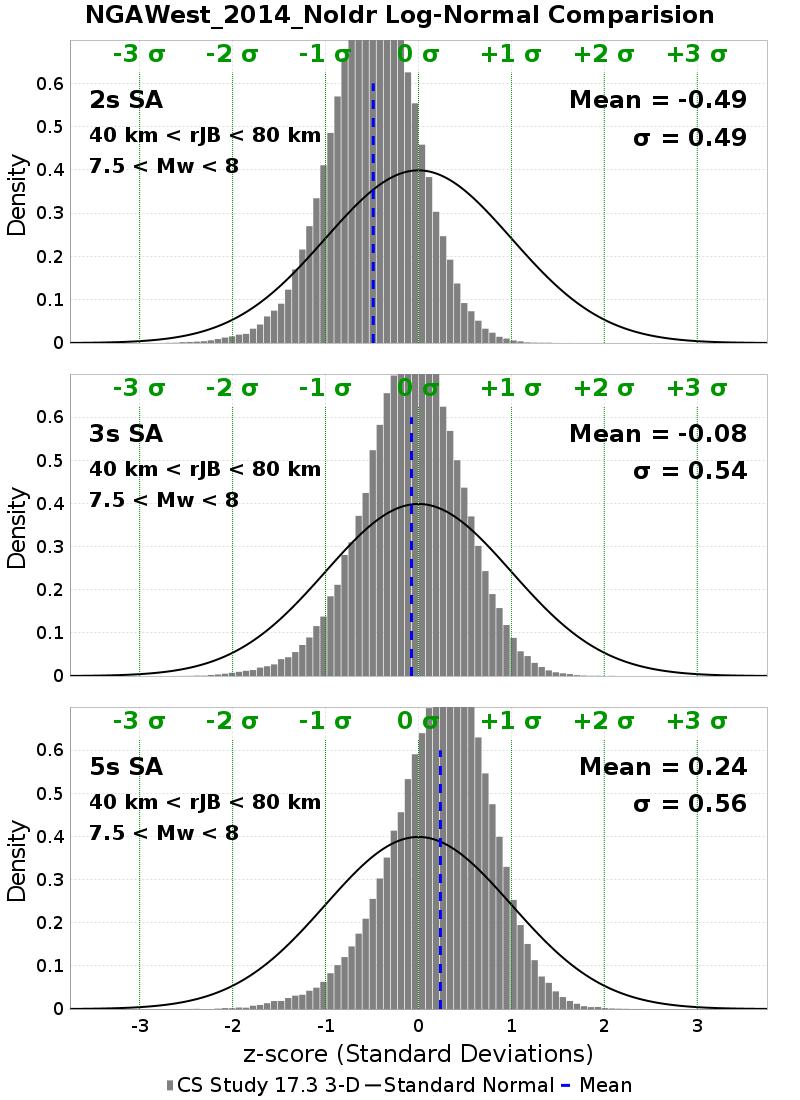 NGAWest_2014_NoIdr Log-Normal Comparision
-3 σ -2 σ -1 σ 0 σ +1 σ +2 σ +3 σ
2s SA Mean = -0.49
40 km < rJB < 80 km σ = 0.49
7.5 < Mw < 8
Density
0.6
0.5
0.4
0.3
0.2
0.1
0
-3 σ -2 σ -1 σ 0 σ +1 σ +2 σ +3 σ
3s SA Mean = -0.08
40 km < rJB < 80 km σ = 0.54
7.5 < Mw < 8
Density
0.6
0.5
0.4
0.3
0.2
0.1
0
-3 σ -2 σ -1 σ 0 σ +1 σ +2 σ +3 σ
5s SA Mean = 0.24
40 km < rJB < 80 km σ = 0.56
7.5 < Mw < 8
Density
0.6
0.5
0.4
0.3
0.2
0.1
0
-3 -2 -1 0 1 2 3
z-score (Standard Deviations)
CS Study 17.3 3-D Standard Normal Mean